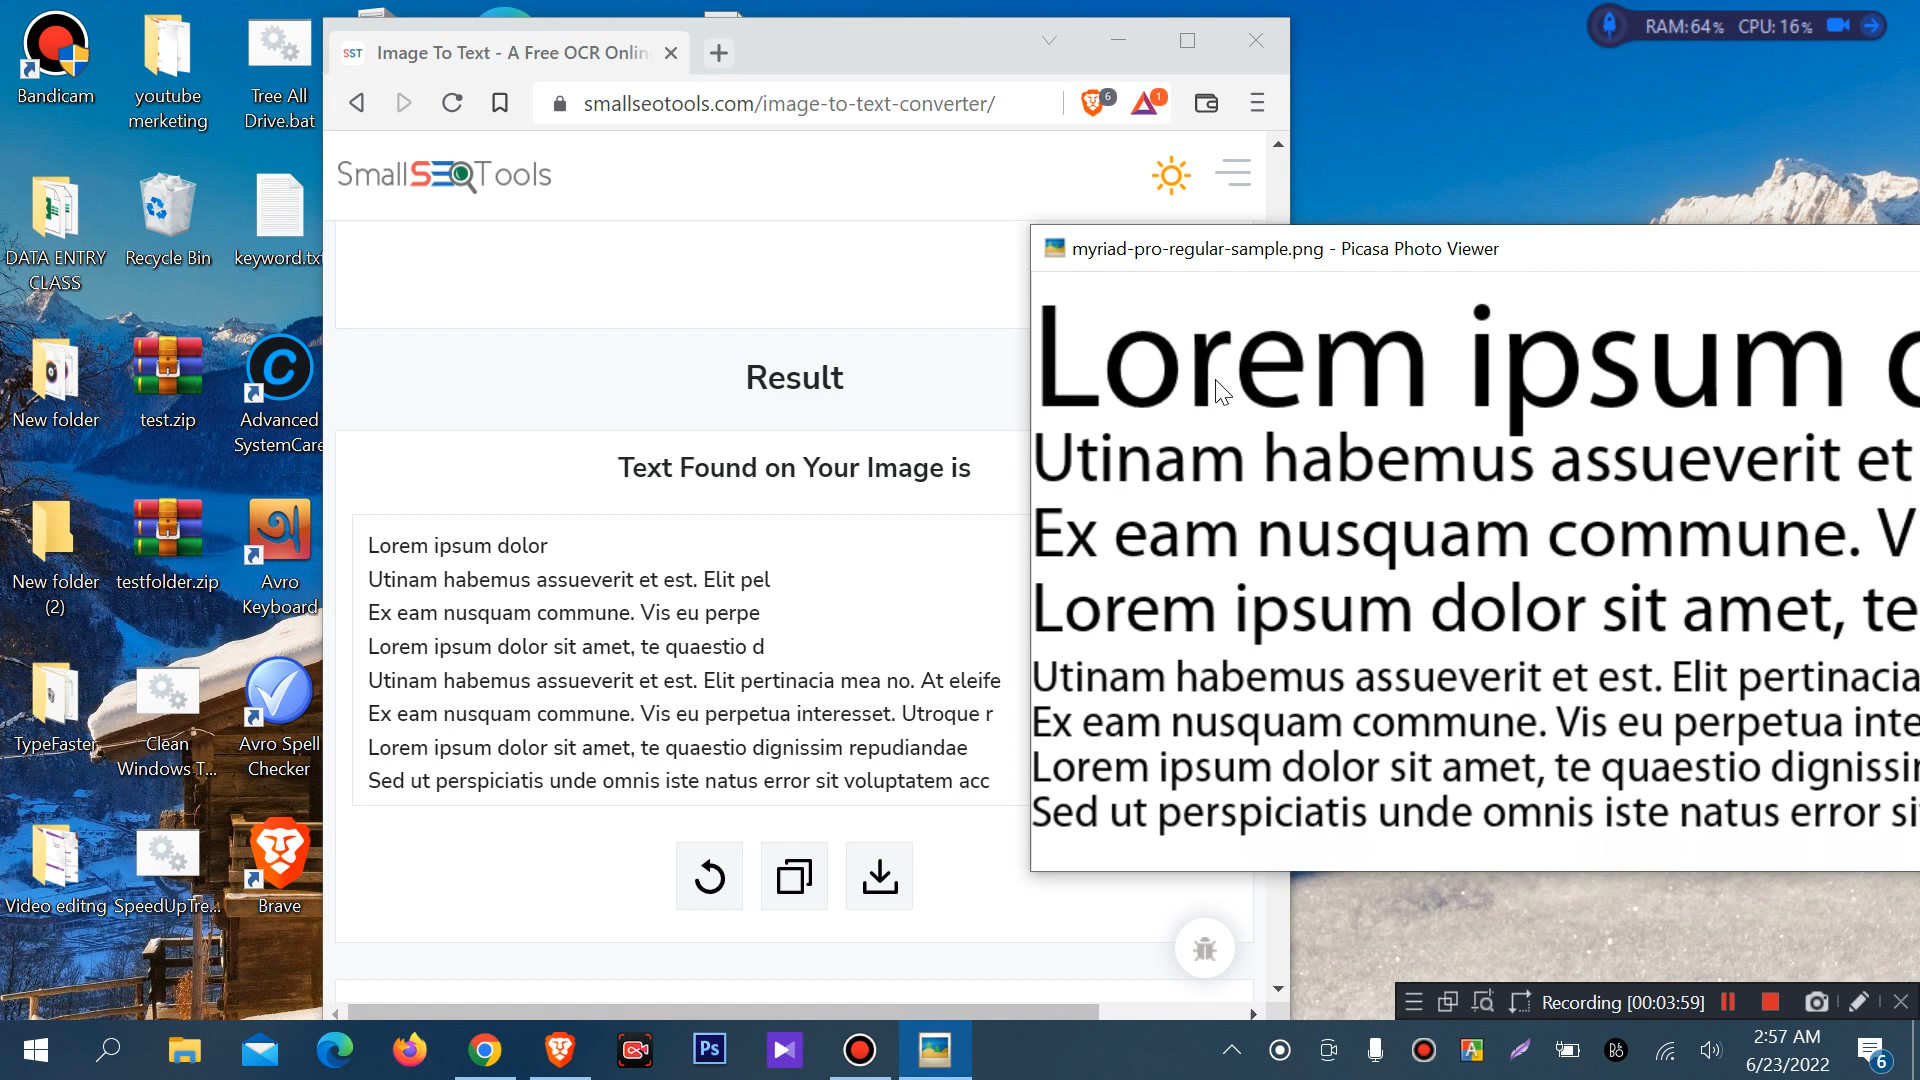 Bandicam
youtube
merketing
Tree All
Drive.bat
DATA ENTRY
CLASS
Recycle Bin
keyword.txt
New folder
test.zip
Advanced
SystemCare
New folder
(2)
testfolder.zip
Avro
Keyboard
TypeFaster
Clean
Windows T...
Avro Spell
Checker
Video editng
SpeedUpTre...
Brave
SST
Image To Text - A Free OCR Onlin
smallseotools.com/image-to-text-converter/
6
1
SmallSEOTools
Result
Text Found on Your Image is
Lorem ipsum dolor
Utinam habemus assueverit et est. Elit pel
Ex eam nusquam commune. Vis eu perpe
Lorem ipsum dolor sit amet, te quaestio d
Utinam habemus assueverit et est. Elit pertinacia mea no. At eleife
Ex eam nusquam commune. Vis eu perpetua interesset. Utroque r
Lorem ipsum dolor sit amet, te quaestio dignissim repudiandae
Sed ut perspiciatis unde omnis iste natus error sit voluptatem acc
RAM:64% CPU:16%
myriad-pro-regular-sample.png - Picasa Photo Viewer
Lorem ipsum
Utinam habemus assueverit et
Ex eam nusquam commune. V
Lorem ipsum dolor sit amet, te
Utinam habemus assueverit et est. Elit pertinacia
Ex eam nusquam commune. Vis eu perpetua inte
Lorem ipsum dolor sit amet, te quaestio dignissi
Sed ut perspiciatis unde omnis iste natus error si
Recording [00:03:59]
Ps
2:57 AM
6/23/2022
6